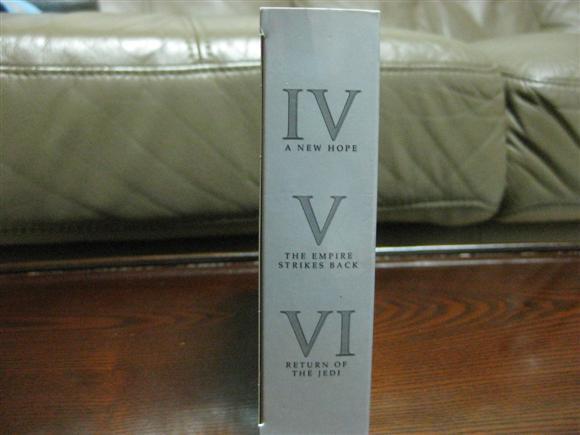 IV
A NEW HOPE
V
THE EMPIRE
STRIKES BACK
VI
RETURN OF
THE JEDI